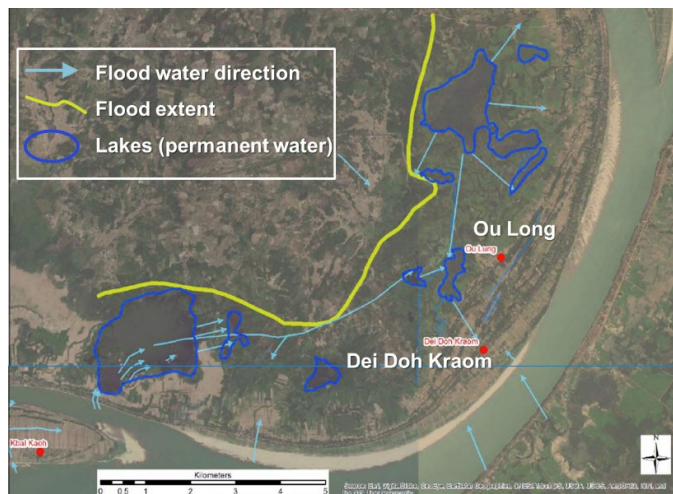 Flood water direction
Flood extent
Lakes (permanent water)
Ou Long
Ou Lung
Dei Doh Kraom
Dei Doh Kraom
Kbal Kaoh
N
Kilometers
0 0.5 1 2 3 4 5